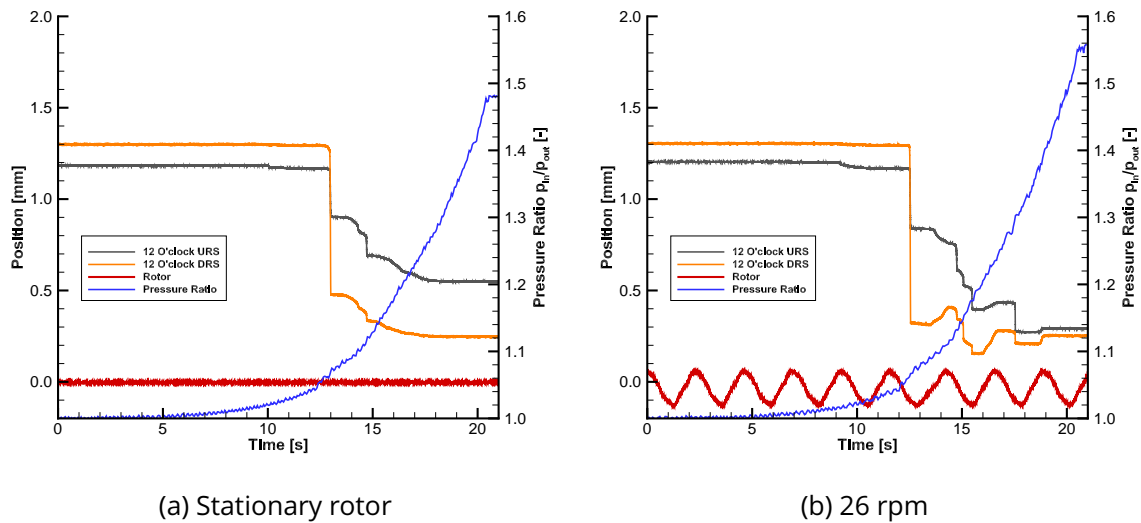 2.0
1.5
1.0
0.5
0.0
Position [mm]
1.6
1.5
1.4
1.3
1.2
1.1
1.0
Pressure Ratio p_in/p_out [-]
12 O'clock URS
12 O'clock DRS
Rotor
Pressure Ratio
0 5 10 15 20
Time [s]
(a) Stationary rotor
2.0
1.5
1.0
0.5
0.0
Position [mm]
1.6
1.5
1.4
1.3
1.2
1.1
1.0
Pressure Ratio p_in/p_out [-]
12 O'clock URS
12 O'clock DRS
Rotor
Pressure Ratio
0 5 10 15 20
Time [s]
(b) 26 rpm